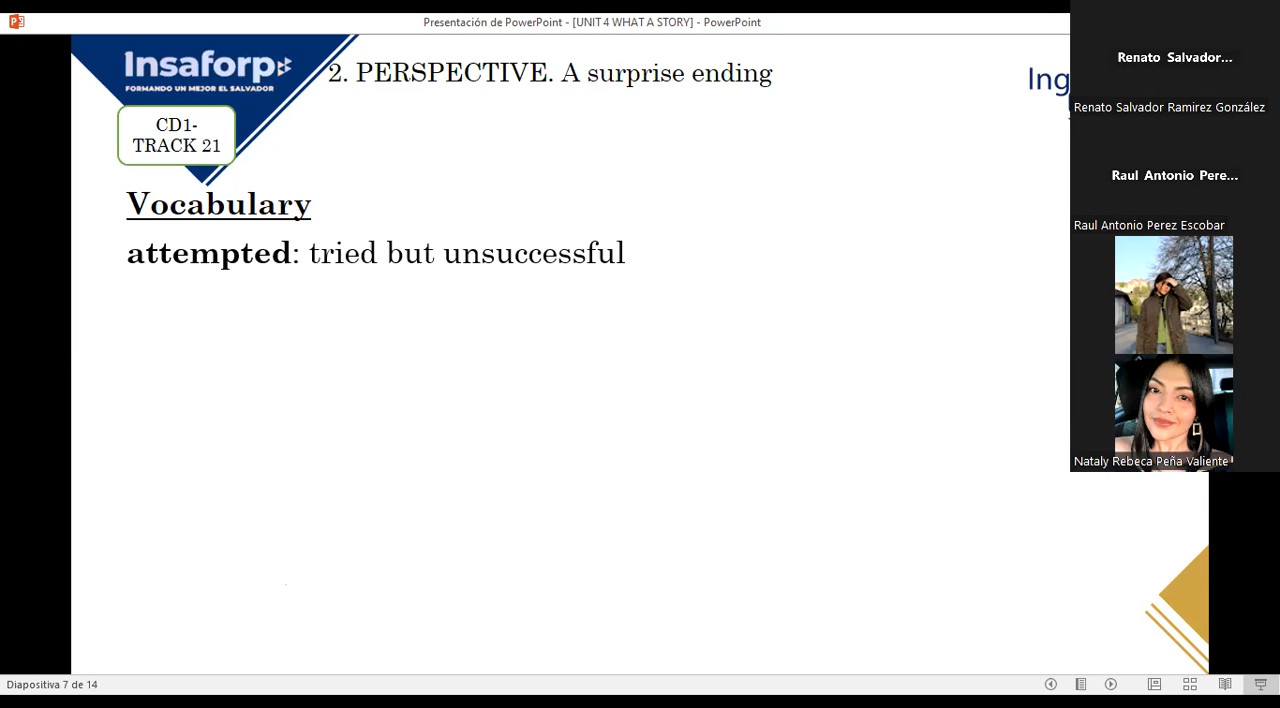 Presentación de PowerPoint - [UNIT 4 WHAT A STORY] - PowerPoint
Insaforp
FORMANDO UN MEJOR EL SALVADOR
2. PERSPECTIVE. A surprise ending
Ing
CD1-
TRACK 21
Vocabulary
attempted: tried but unsuccessful
Renato Salvador...
Renato Salvador Ramirez González
Raul Antonio Pere...
Raul Antonio Perez Escobar
Nataly Rebeca Peña Valiente
Diapositiva 7 de 14